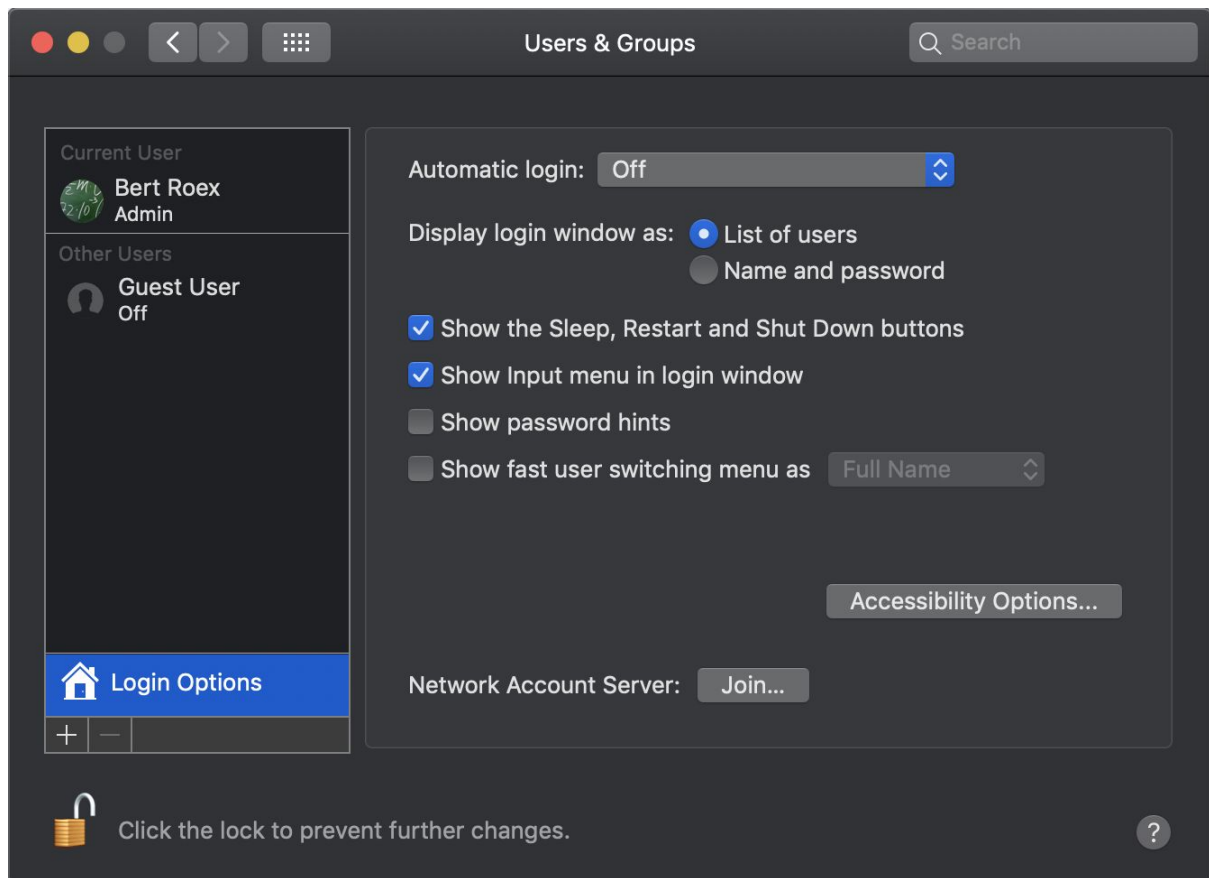 Users & Groups
Search
Current User
Bert Roex
Admin
Other Users
Guest User
Off
Login Options
Automatic login: Off
Display login window as: List of users
Name and password
Show the Sleep, Restart and Shut Down buttons
Show Input menu in login window
Show password hints
Show fast user switching menu as Full Name
Accessibility Options...
Network Account Server: Join...
Click the lock to prevent further changes.
?